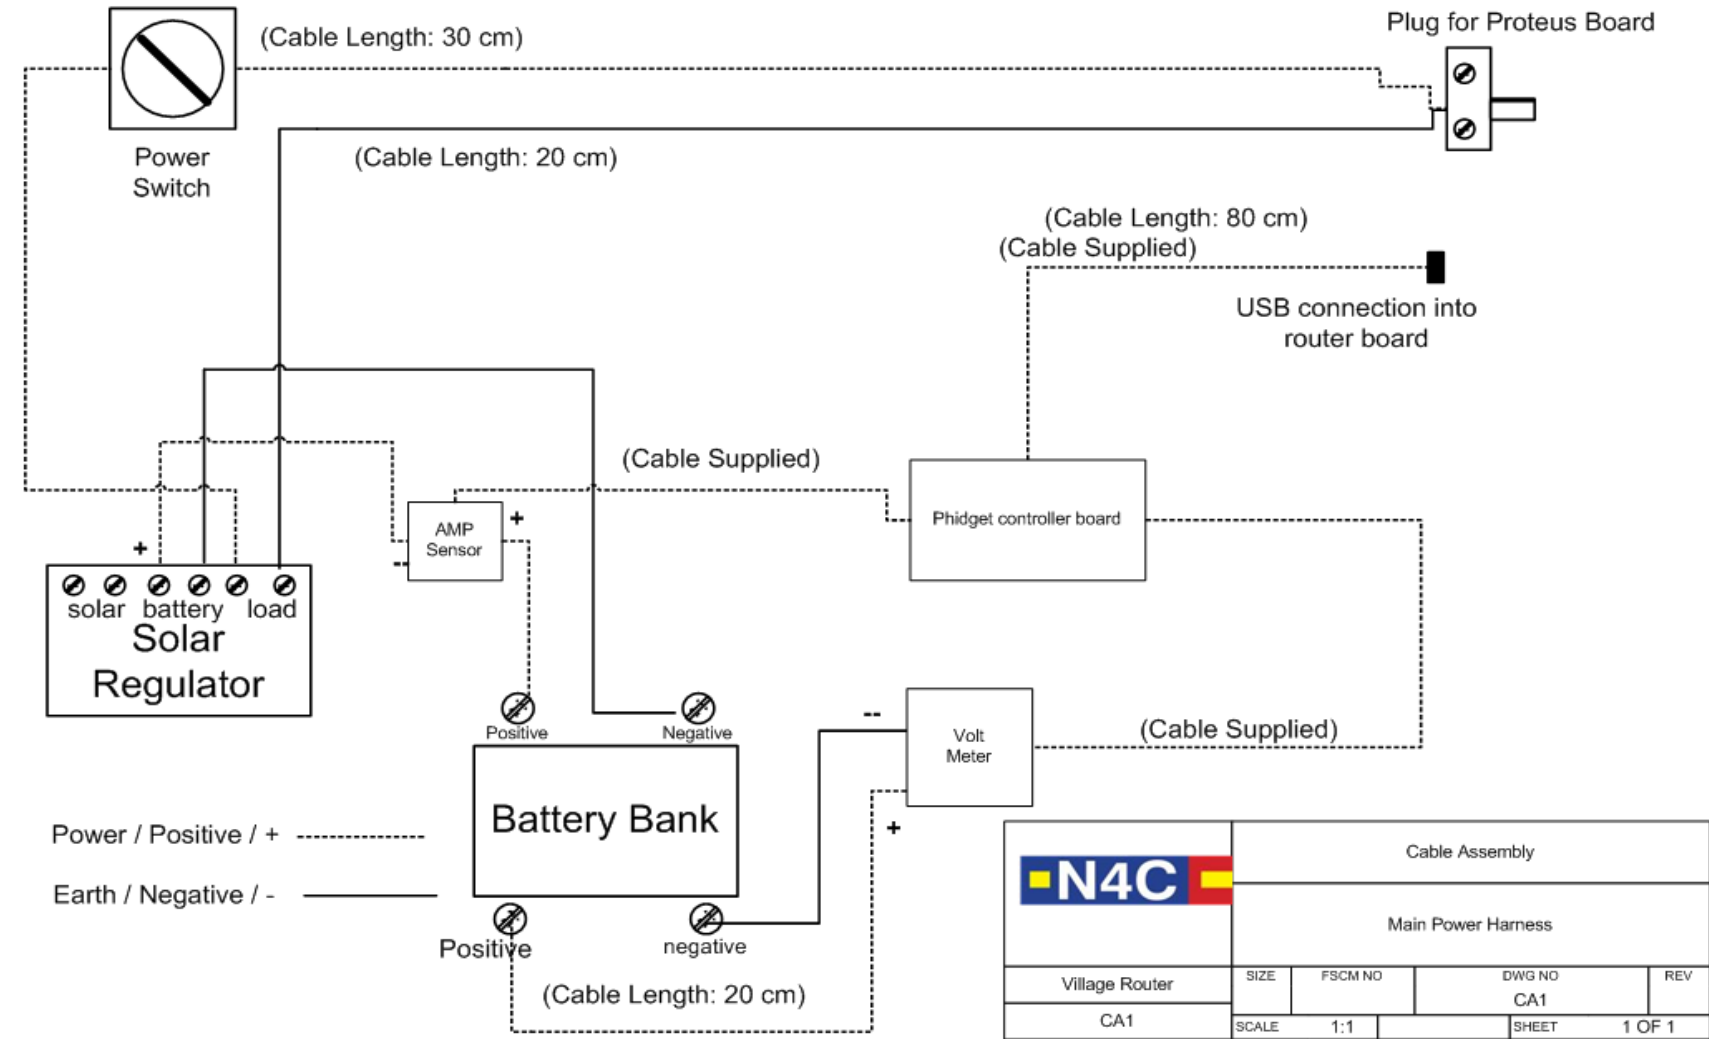 Plug for Proteus Board
(Cable Length: 30 cm)
Power
Switch
(Cable Length: 20 cm)
(Cable Length: 80 cm)
(Cable Supplied)
USB connection into
router board
(Cable Supplied)
AMP
Sensor
+
--
Phidget controller board
+
solar battery load
Solar
Regulator
Positive
Negative
--
Volt
Meter
+
(Cable Supplied)
Battery Bank
Power / Positive / +
Earth / Negative / -
Positive
negative
(Cable Length: 20 cm)
N4C
Cable Assembly
Main Power Harness
Village Router
SIZE
FSCM NO
DWG NO
REV
CA1
CA1
SCALE 1:1
SHEET 1 OF 1